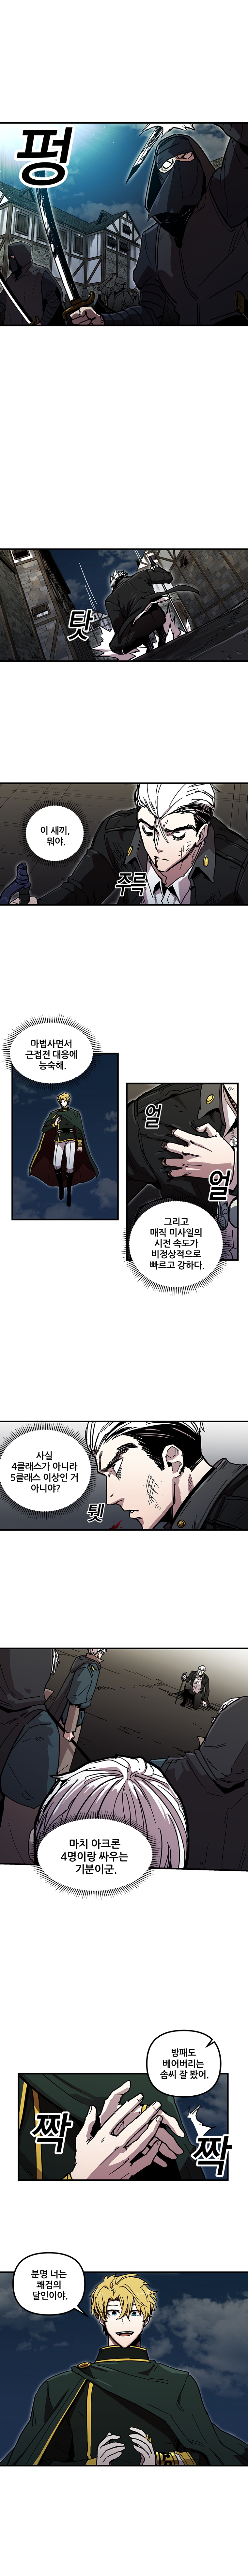 펑
탓
이 새끼,
뭐야.
주륵
마법사면서
근접전 대응에
능숙해.
얼
얼
그리고
매직 미사일의
시전 속도가
비정상적으로
빠르고 강하다.
사실
4클래스가 아니라
5클래스 이상인 거
아니야?
퉷
마치 아크론
4명이랑 싸우는
기분이군.
방패도
베어버리는
솜씨 잘 봤어.
짝
짝
분명 너는
쾌검의
달인이야.